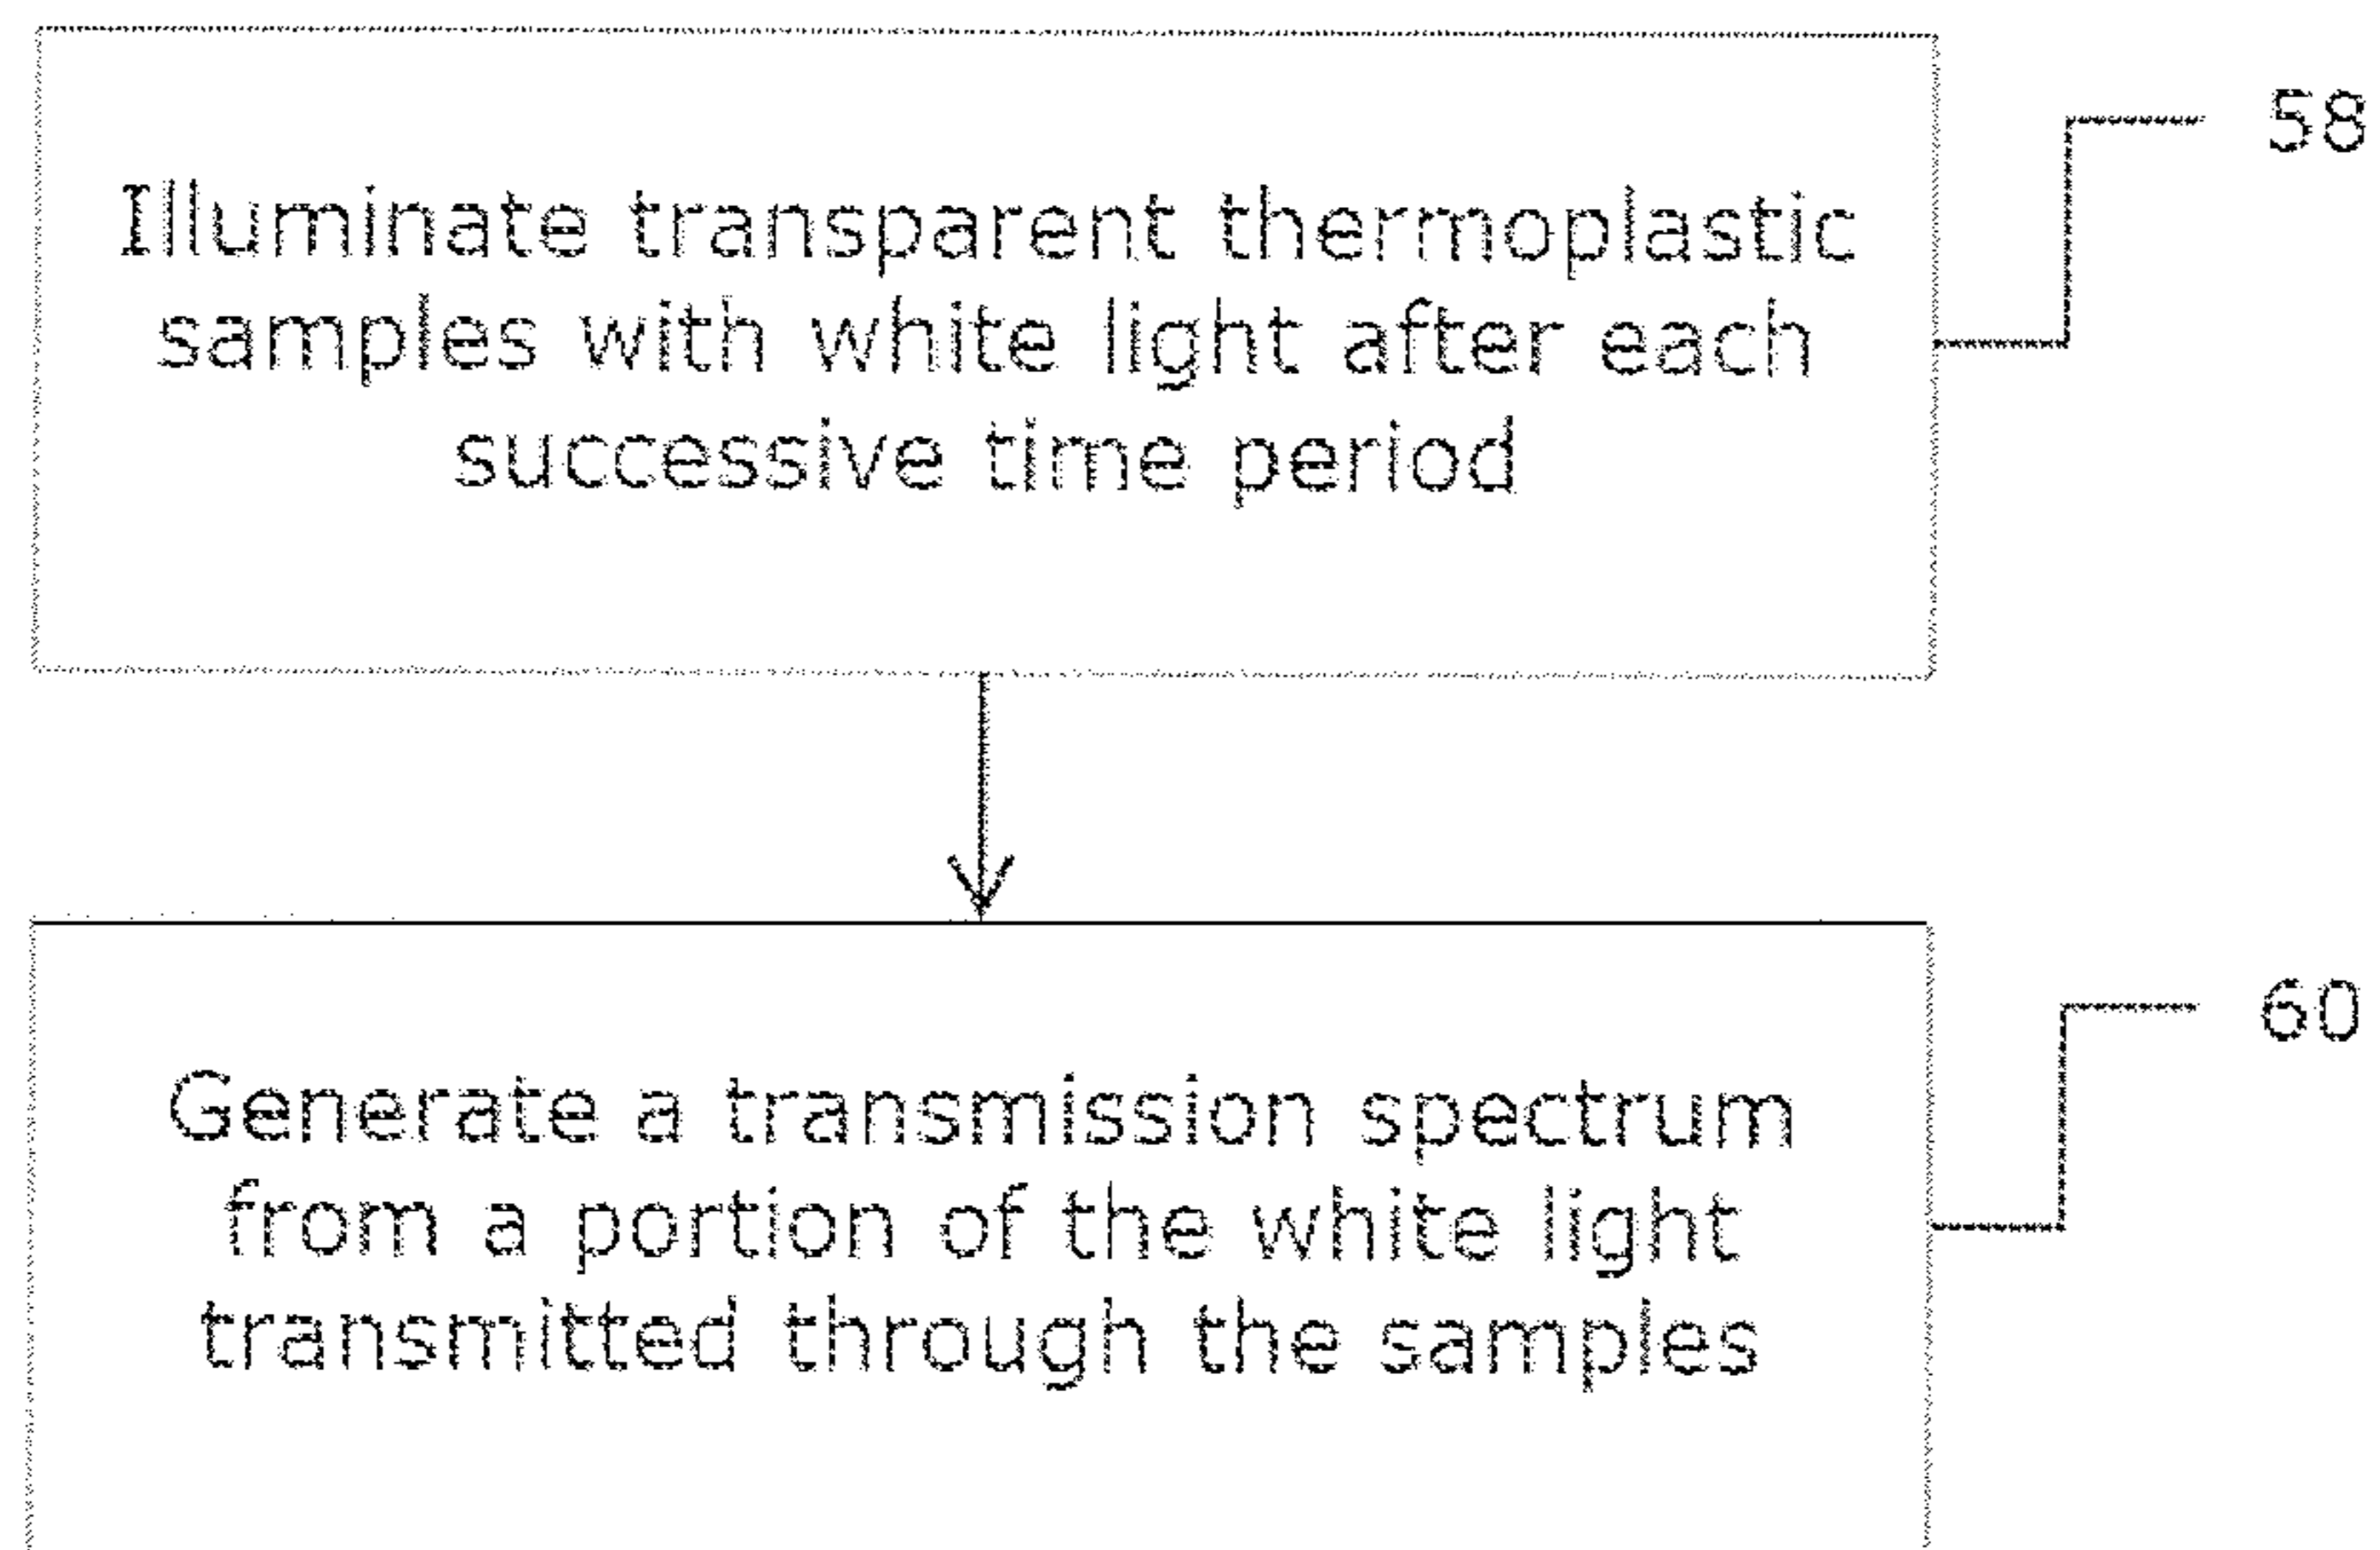 58
Illuminate transparent thermoplastic
samples with white light after each
successive time period
60
Generate a transmission spectrum
from a portion of the white light
transmitted through the samples